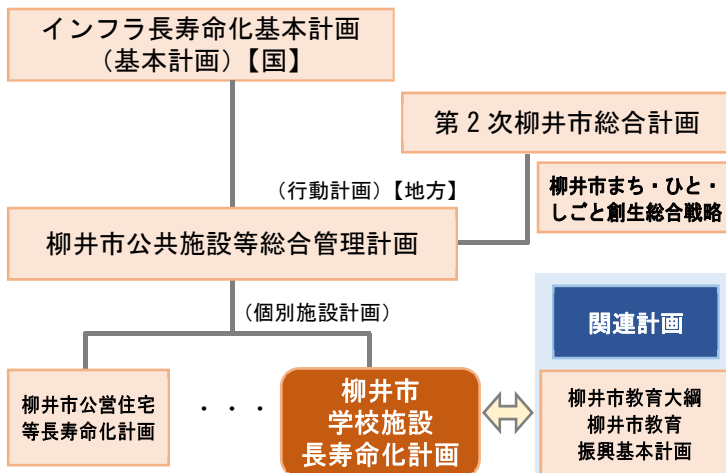 インフラ長寿命化基本計画
(基本計画)【国】
第２次柳井市総合計画
柳井市まち・ひと・
しごと創生総合戦略
(行動計画)【地方】
柳井市公共施設等総合管理計画
(個別施設計画)
関連計画
柳井市公営住宅
等長寿命化計画
・・・
柳井市
学校施設
長寿命化計画
柳井市教育大綱
柳井市教育
振興基本計画